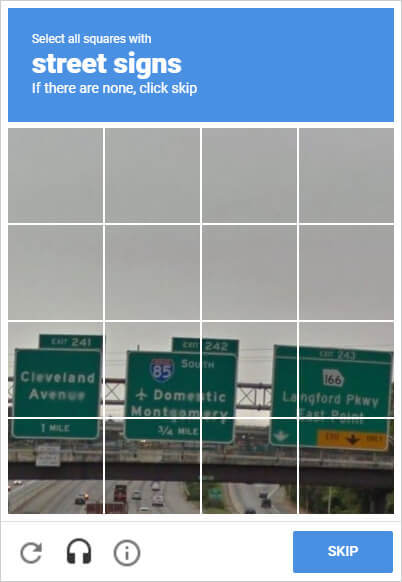 Select all squares with
street signs
If there are none, click skip
EXIT 241
Cleveland
Avenue
1 MILE
EXIT 242
SOUTH
85
Domestic
Montgomery
3/4 MILE
EXIT 243
166
Langford Pkwy
East Point
EXIT ONLY
SKIP